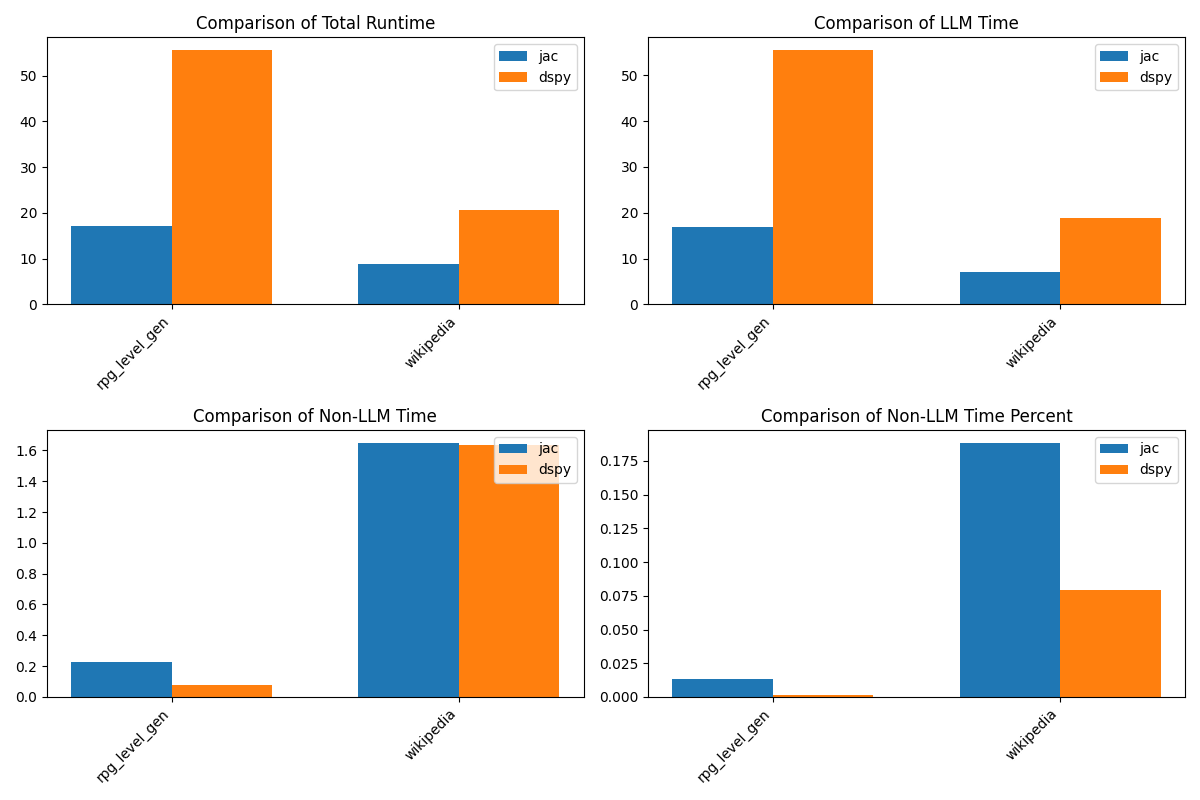 Comparison of Total Runtime
50
40
30
20
10
0
jac
dspy
rpg_level_gen
wikipedia
Comparison of LLM Time
50
40
30
20
10
0
jac
dspy
rpg_level_gen
wikipedia
Comparison of Non-LLM Time
1.6
1.4
1.2
1.0
0.8
0.6
0.4
0.2
0.0
jac
dspy
rpg_level_gen
wikipedia
Comparison of Non-LLM Time Percent
0.175
0.150
0.125
0.100
0.075
0.050
0.025
0.000
jac
dspy
rpg_level_gen
wikipedia